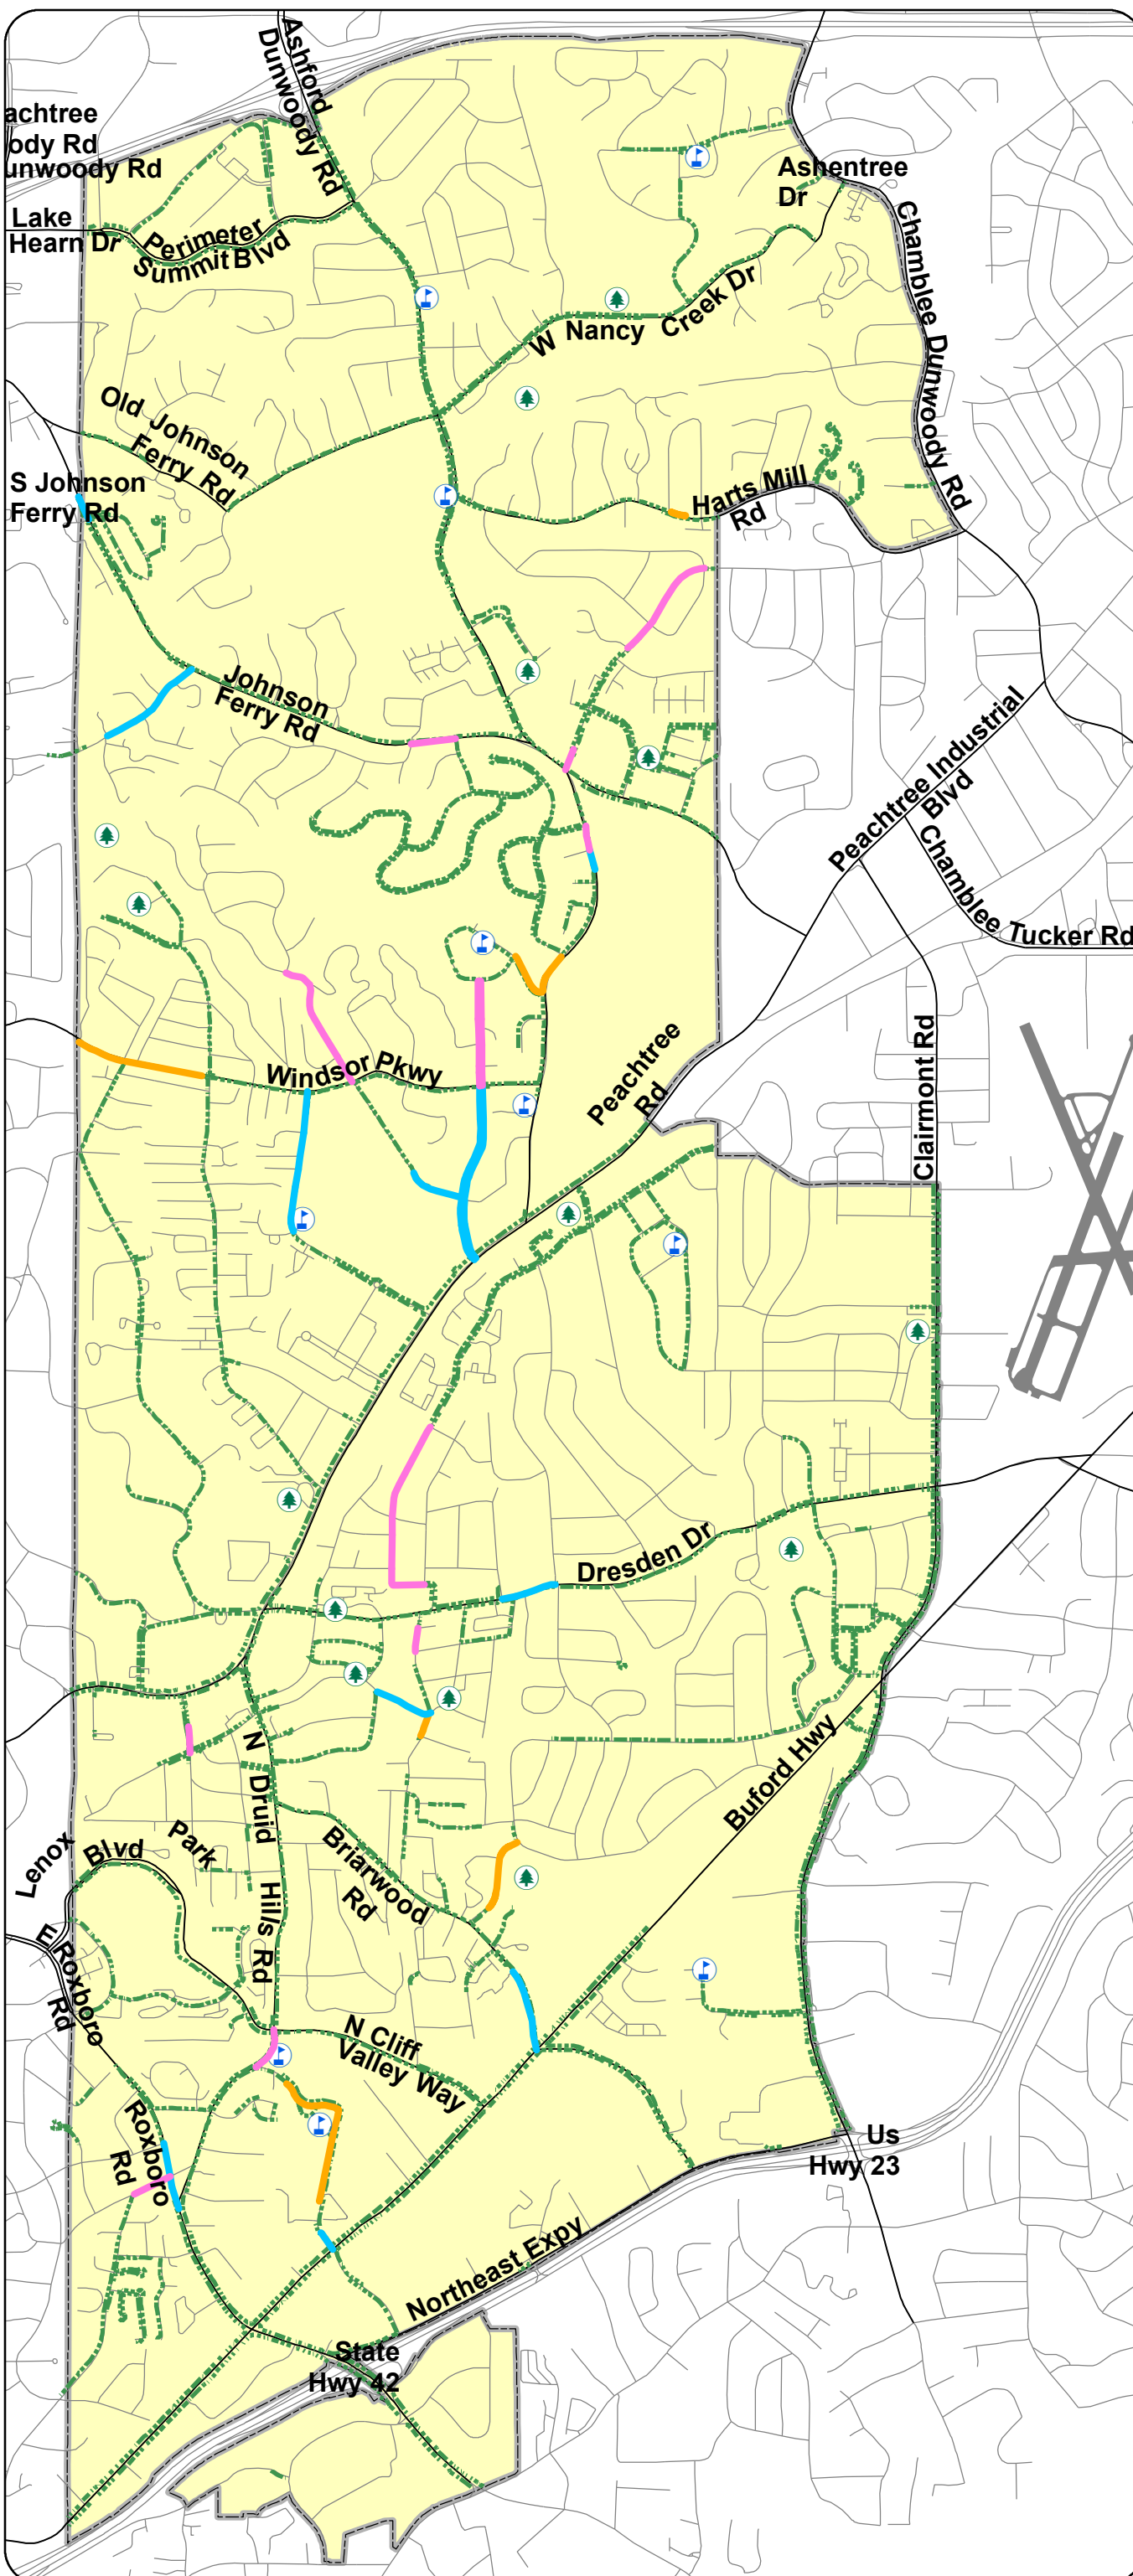 Ashford
Dunwoody Rd
achtree
ody Rd
unwoody Rd
Ashentree
Dr
Lake
Hearn Dr
Perimeter
Summit Blvd
Chamblee Dunwoody Rd
W Nancy Creek Dr
Old Johnson
Ferry Rd
S Johnson
Ferry Rd
Harts Mill
Rd
Johnson
Ferry Rd
Peachtree Industrial
Blvd
Chamblee Tucker Rd
Windsor Pkwy
Peachtree
Rd
Clairmont Rd
Dresden Dr
N Druid Hills Rd
Buford Hwy
Lenox Park
Blvd
Briarwood
Rd
E Roxboro
Rd
N Cliff
Valley Way
Roxboro
Rd
Us
Hwy 23
Northeast Expy
State
Hwy 42